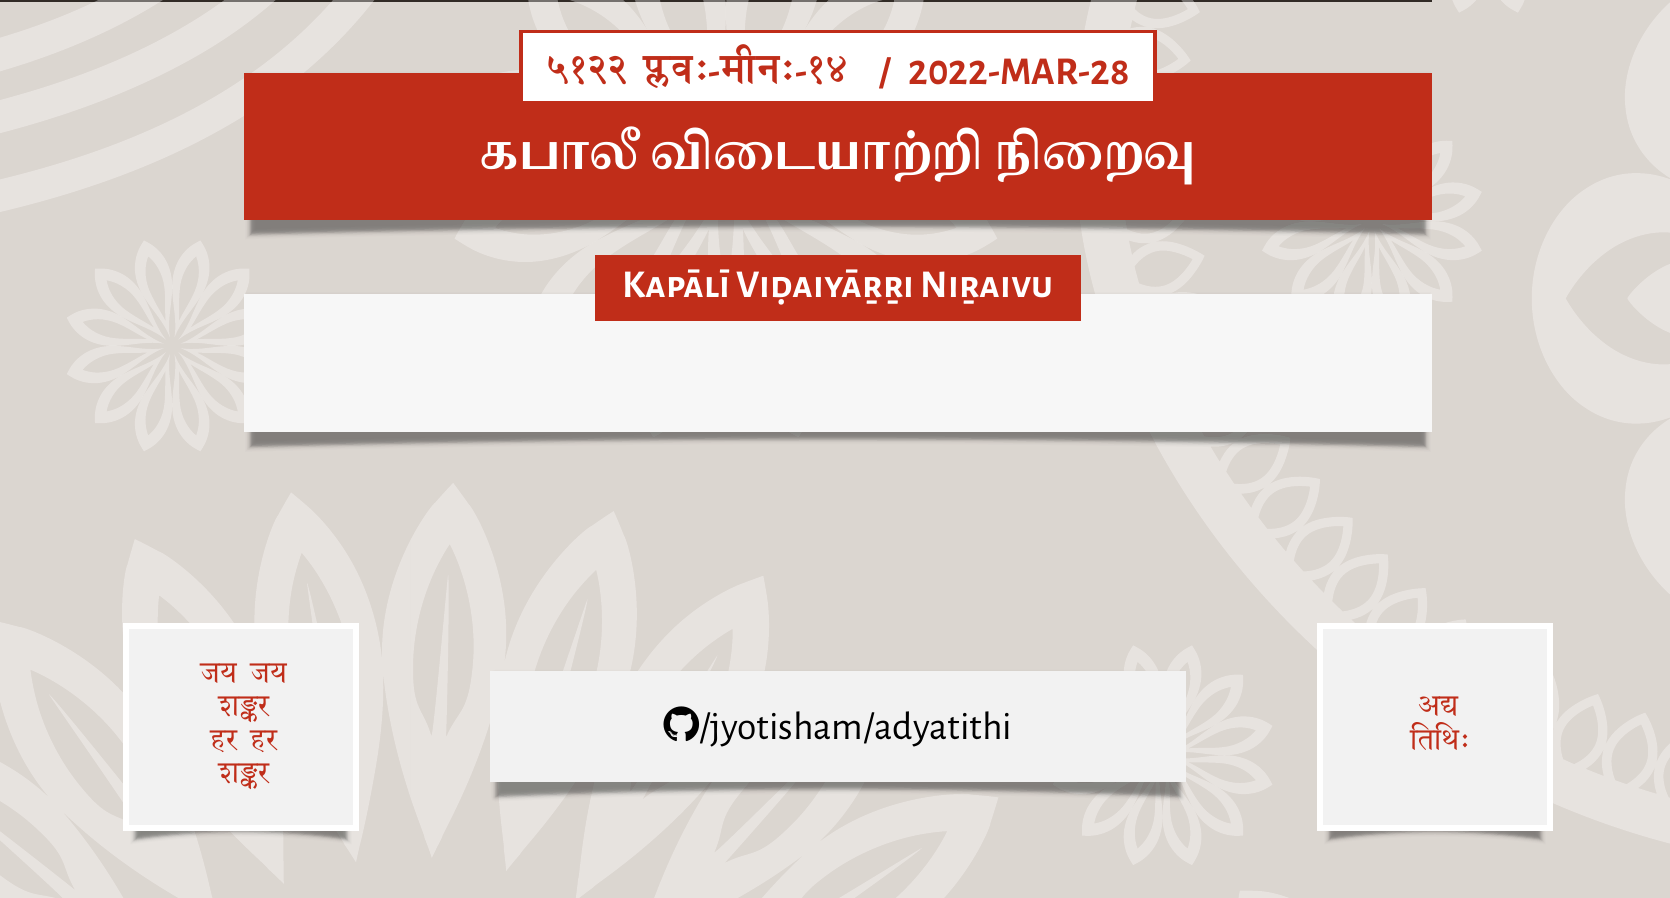 ५१२२ प्लवः-मीनः-१४ / 2022-MAR-28
கபாலீ விடையாற்றி நிறைவு
Kapālī Viḍaiyāṟṟi Niṟaivu
जय जय
शङ्कर
हर हर
शङ्कर
/jyotisham/adyatithi
अद्य
तिथिः